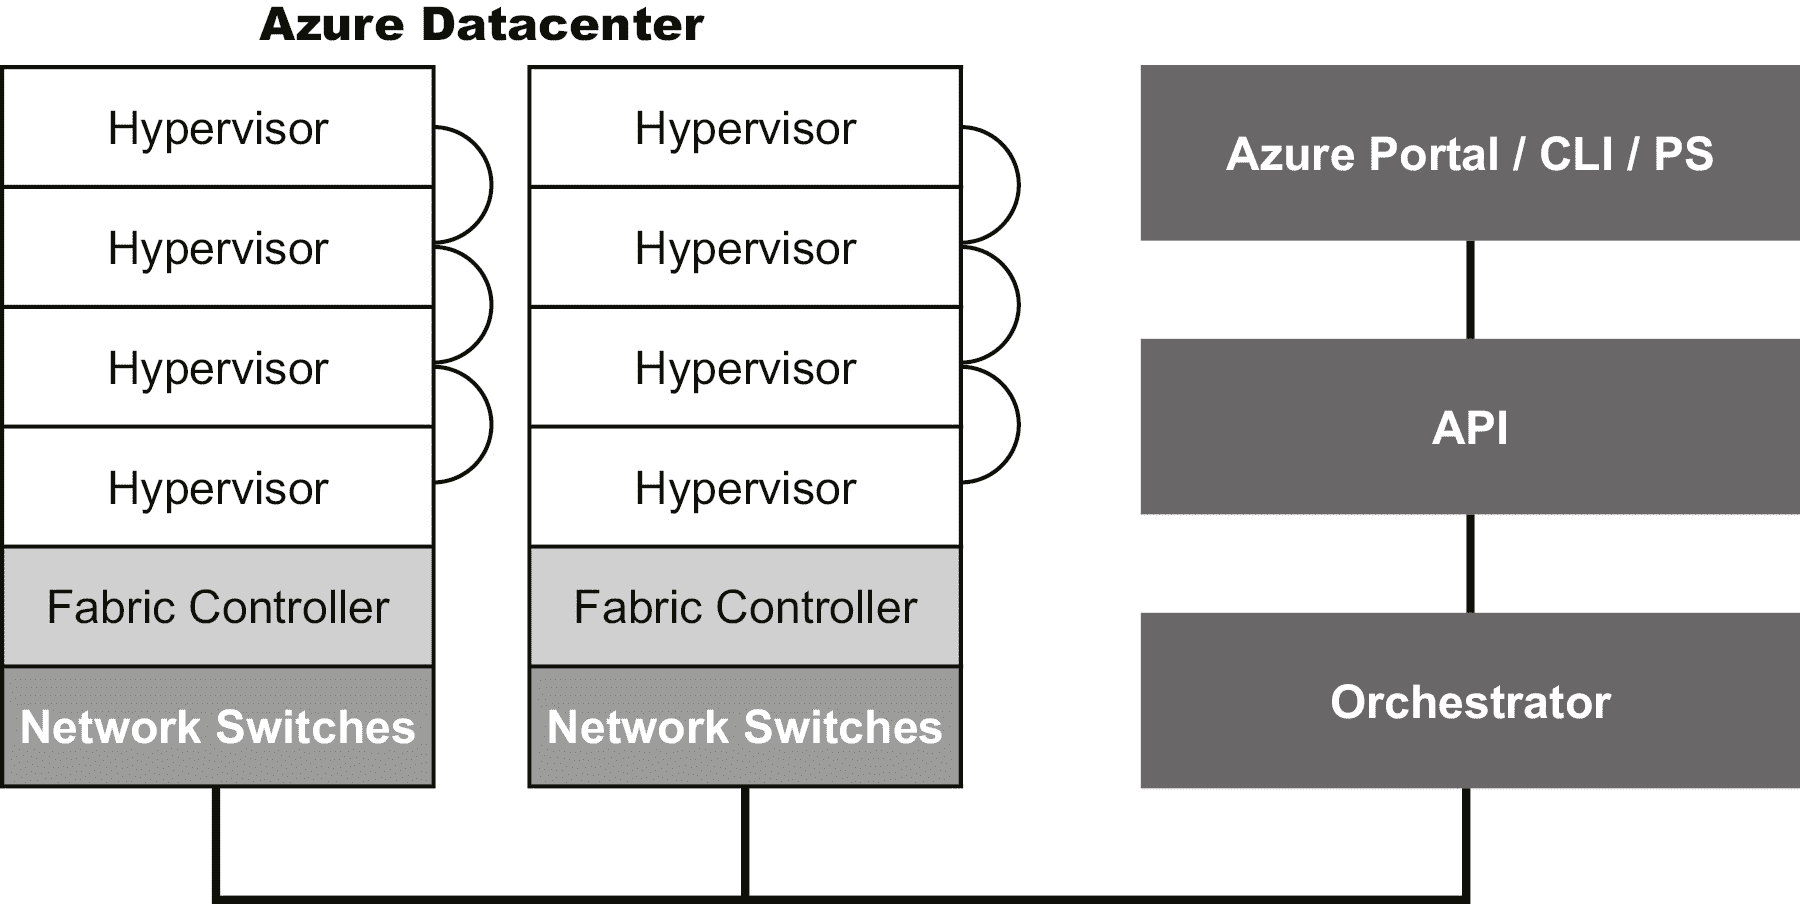 Azure Datacenter
Hypervisor
Hypervisor
Hypervisor
Hypervisor
Fabric Controller
Network Switches
Hypervisor
Hypervisor
Hypervisor
Hypervisor
Fabric Controller
Network Switches
Azure Portal / CLI / PS
API
Orchestrator